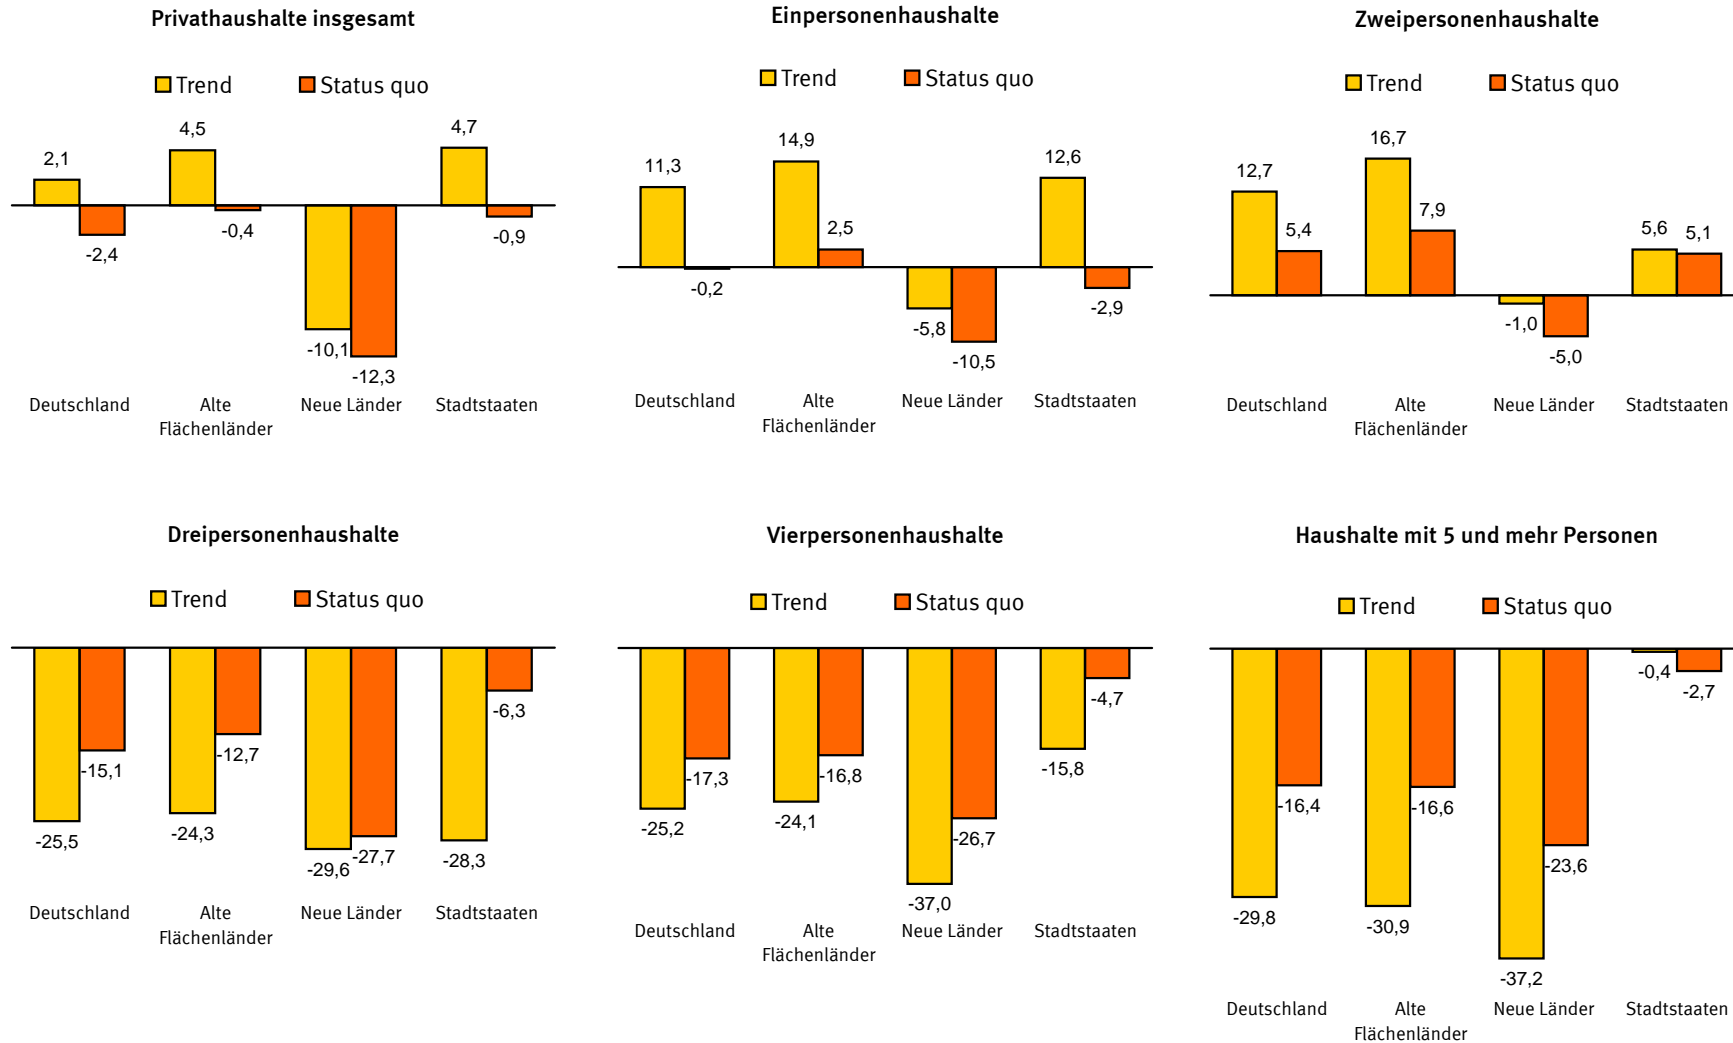 Privathaushalte insgesamt
Trend
Status quo
2,1
-2,4
4,5
-0,4
-10,1
-12,3
4,7
-0,9
Deutschland
Alte
Flächenländer
Neue Länder
Stadtstaaten
Einpersonenhaushalte
Trend
Status quo
11,3
-0,2
14,9
2,5
-5,8
-10,5
12,6
-2,9
Deutschland
Alte
Flächenländer
Neue Länder
Stadtstaaten
Zweipersonenhaushalte
Trend
Status quo
12,7
5,4
16,7
7,9
-1,0
-5,0
5,6
5,1
Deutschland
Alte
Flächenländer
Neue Länder
Stadtstaaten
Dreipersonenhaushalte
Trend
Status quo
-25,5
-15,1
-24,3
-12,7
-29,6
-27,7
-28,3
-6,3
Deutschland
Alte
Flächenländer
Neue Länder
Stadtstaaten
Vierpersonenhaushalte
Trend
Status quo
-25,2
-17,3
-24,1
-16,8
-37,0
-26,7
-15,8
-4,7
Deutschland
Alte
Flächenländer
Neue Länder
Stadtstaaten
Haushalte mit 5 und mehr Personen
Trend
Status quo
-29,8
-16,4
-30,9
-16,6
-37,2
-23,6
-0,4
-2,7
Deutschland
Alte
Flächenländer
Neue Länder
Stadtstaaten